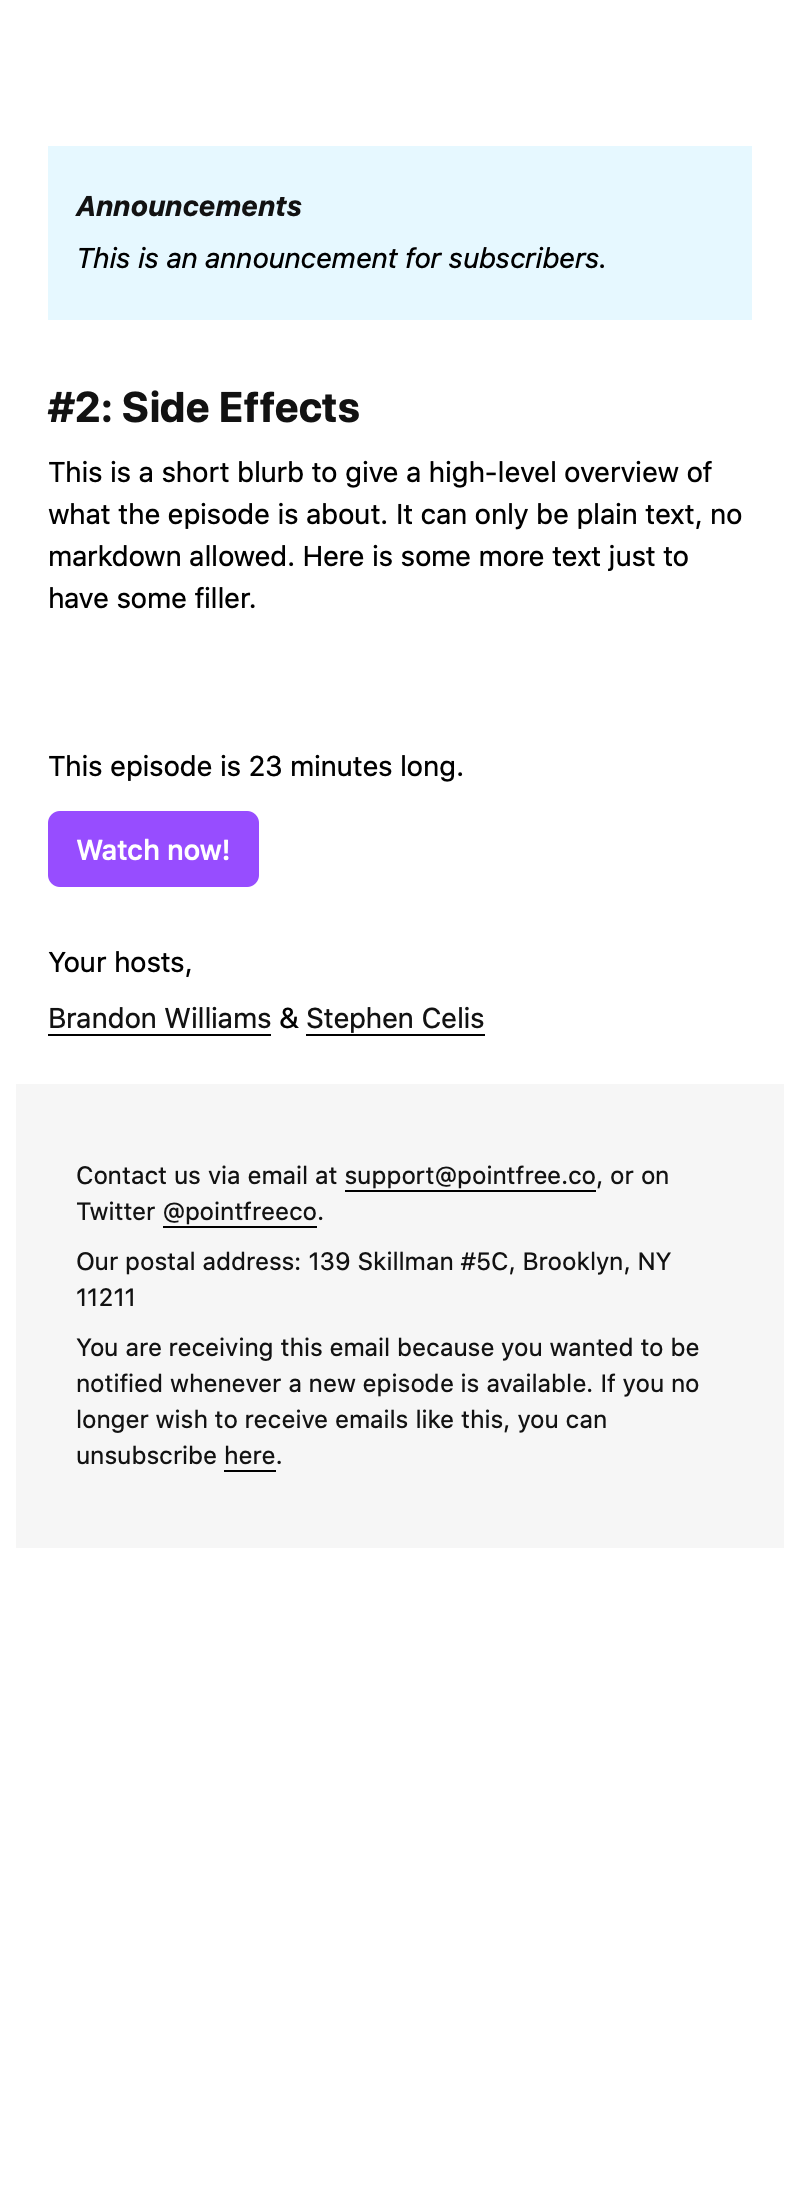 Announcements
This is an announcement for subscribers.
#2: Side Effects
This is a short blurb to give a high-level overview of
what the episode is about. It can only be plain text, no
markdown allowed. Here is some more text just to
have some filler.
This episode is 23 minutes long.
Watch now!
Your hosts,
Brandon Williams & Stephen Celis
Contact us via email at support@pointfree.co, or on
Twitter @pointfreeco.
Our postal address: 139 Skillman #5C, Brooklyn, NY
11211
You are receiving this email because you wanted to be
notified whenever a new episode is available. If you no
longer wish to receive emails like this, you can
unsubscribe here.